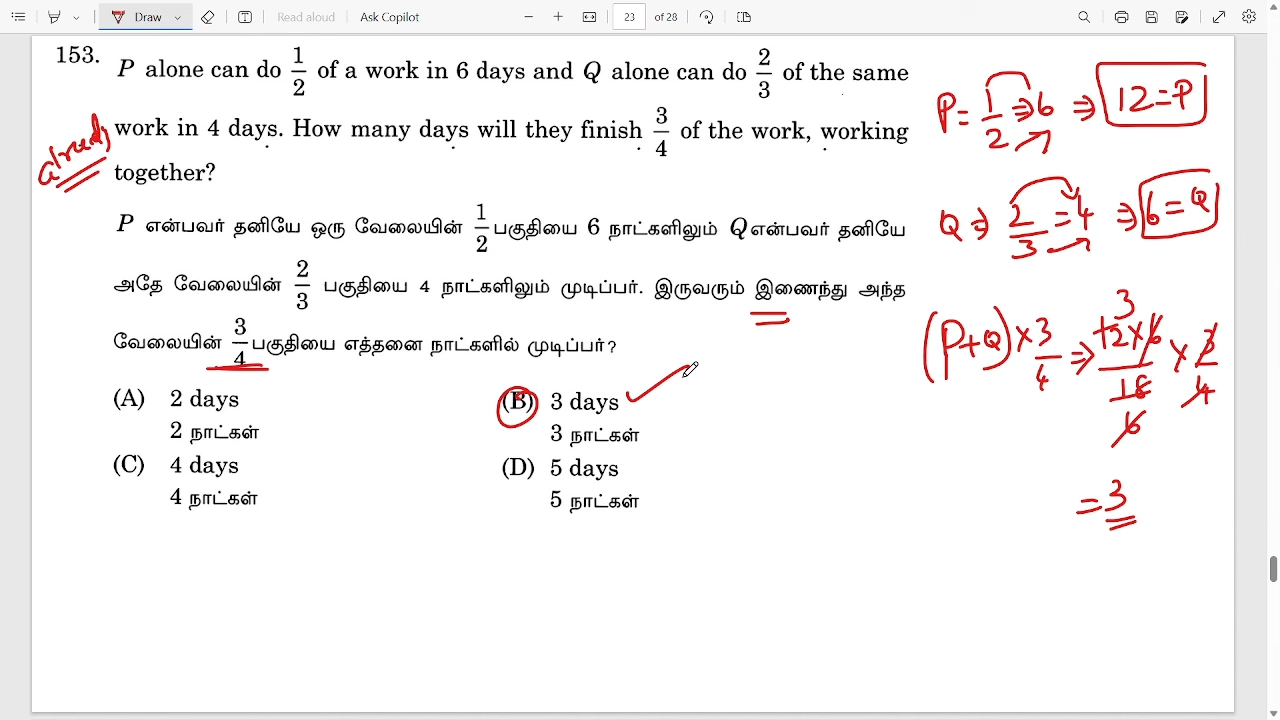 Draw
Read aloud
Ask Copilot
23
of 28
153. P alone can do 1/2 of a work in 6 days and Q alone can do 2/3 of the same
work in 4 days. How many days will they finish 3/4 of the work, working
together?
already
P என்பவர் தனியே ஒரு வேலையின் 1/2 பகுதியை 6 நாட்களிலும் Q என்பவர் தனியே
அதே வேலையின் 2/3 பகுதியை 4 நாட்களிலும் முடிப்பர். இருவரும் இணைந்து அந்த
வேலையின் 3/4 பகுதியை எத்தனை நாட்களில் முடிப்பர்?
(A) 2 days
2 நாட்கள்
(B) 3 days
3 நாட்கள்
(C) 4 days
4 நாட்கள்
(D) 5 days
5 நாட்கள்
P = 1/2 ⇒ 6 ⇒ 12 = P
Q ⇒ 2/3 = 4 ⇒ 6 = Q
3
(P+Q) × 3/4 ⇒ 12×6/18 × 3/4
6
= 3